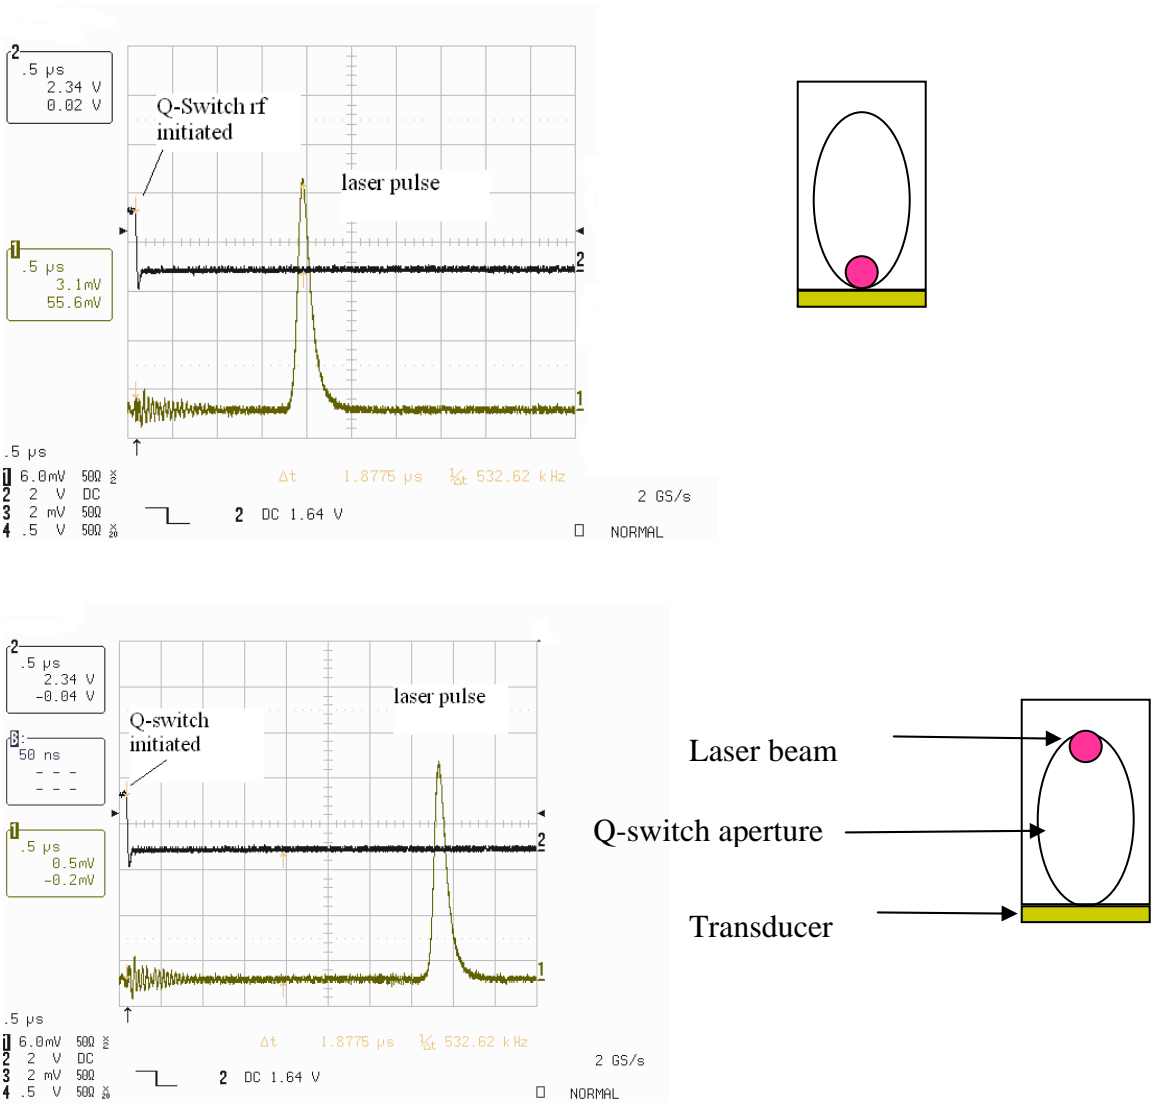 2
.5 µs
2.34 V
0.02 V
Q-Switch rf
initiated
laser pulse
2
1
.5 µs
3.1mV
55.6mV
1
.5 µs
1 6.0mV 50Ω X2
2 2 V DC
3 2 mV 50Ω
4 .5 V 50Ω X20
Δt 1.8775 µs 1/Δt 532.62 kHz
2 DC 1.64 V
2 GS/s
□ NORMAL
2
.5 µs
2.34 V
-0.04 V
B:
50 ns
- - -
- - -
1
.5 µs
0.5mV
-0.2mV
Q-switch
initiated
laser pulse
2
1
Laser beam
Q-switch aperture
Transducer
.5 µs
1 6.0mV 50Ω X2
2 2 V DC
3 2 mV 50Ω
4 .5 V 50Ω X20
Δt 1.8775 µs 1/Δt 532.62 kHz
2 DC 1.64 V
2 GS/s
□ NORMAL